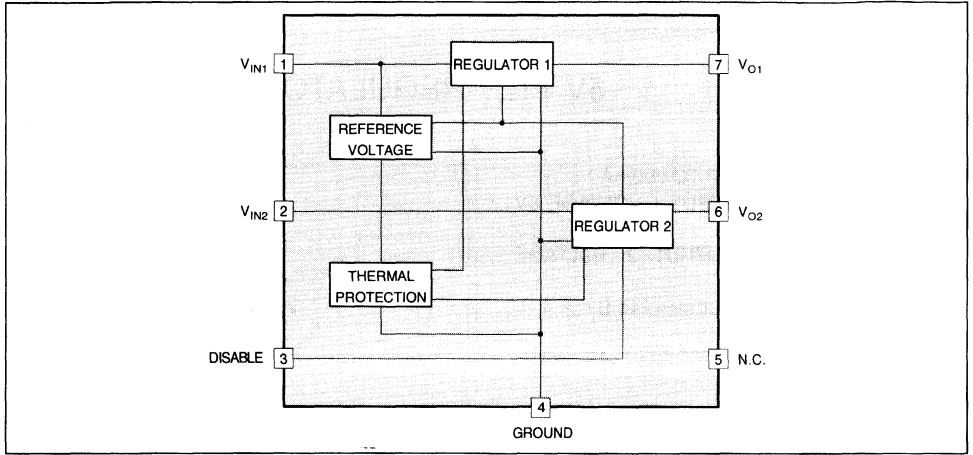 V_IN1 1 REGULATOR 1 7 V_O1
REFERENCE
VOLTAGE
V_IN2 2 REGULATOR 2 6 V_O2
THERMAL
PROTECTION
DISABLE 3 5 N.C.
4
GROUND